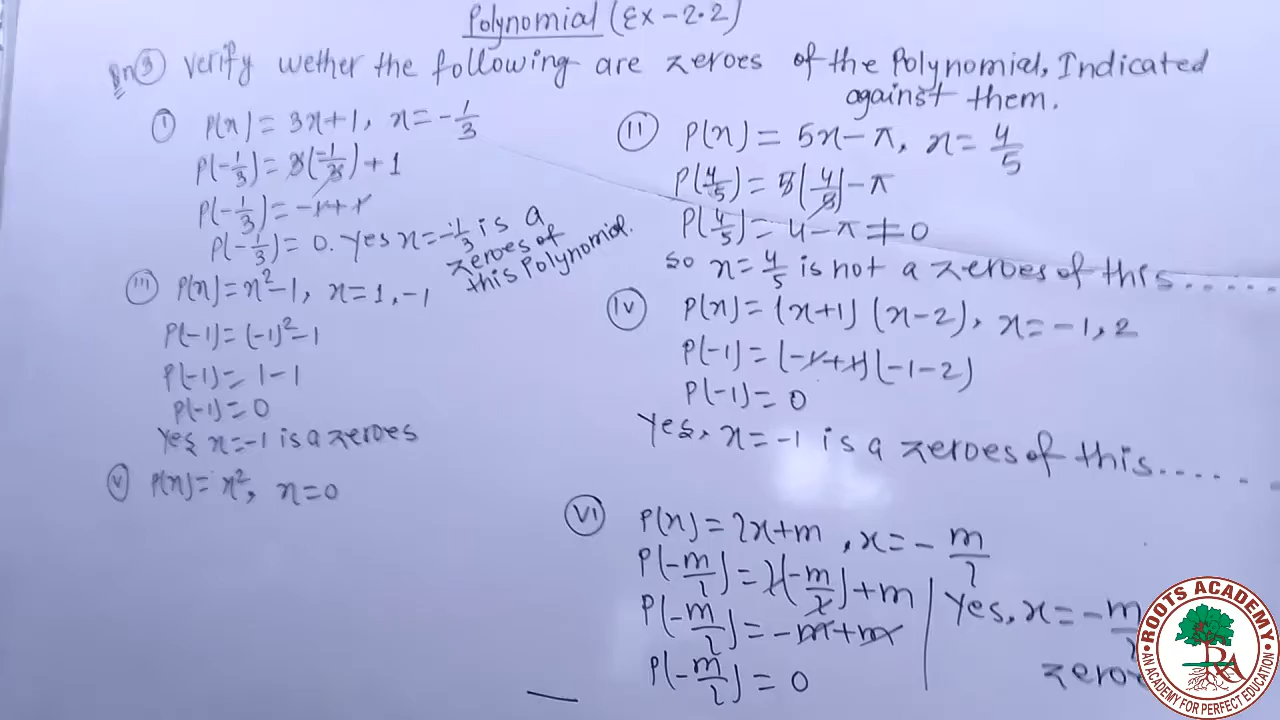 Polynomial (Ex-2.2)
Qn ③ Verify wether the following are zeroes of the Polynomial, Indicated
against them.
(i) P(x) = 3x+1, x = -1/3
P(-1/3) = 3(-1/3) + 1
P(-1/3) = -1+1
P(-1/3) = 0. Yes x = -1/3 is a
zeroes of
this Polynomial.
(ii) P(x) = 5x-π, x = 4/5
P(4/5) = 5(4/5) - π
P(4/5) = 4-π ≠ 0
so x = 4/5 is not a zeroes of this......
(iii) P(x) = x²-1, x = 1, -1
P(-1) = (-1)²-1
P(-1) = 1-1
P(-1) = 0
Yes, x = -1 is a zeroes
(iv) P(x) = (x+1) (x-2), x = -1, 2
P(-1) = (-1+1)(-1-2)
P(-1) = 0
Yes, x = -1 is a zeroes of this......
(v) P(x) = x², x = 0
(vi) P(x) = lx+m, x = -m/l
P(-m/l) = l(-m/l) + m
P(-m/l) = -m+m
P(-m/l) = 0
Yes, x = -m
zero
ROOTS ACADEMY
RA
AN ACADEMY FOR PERFECT EDUCATION